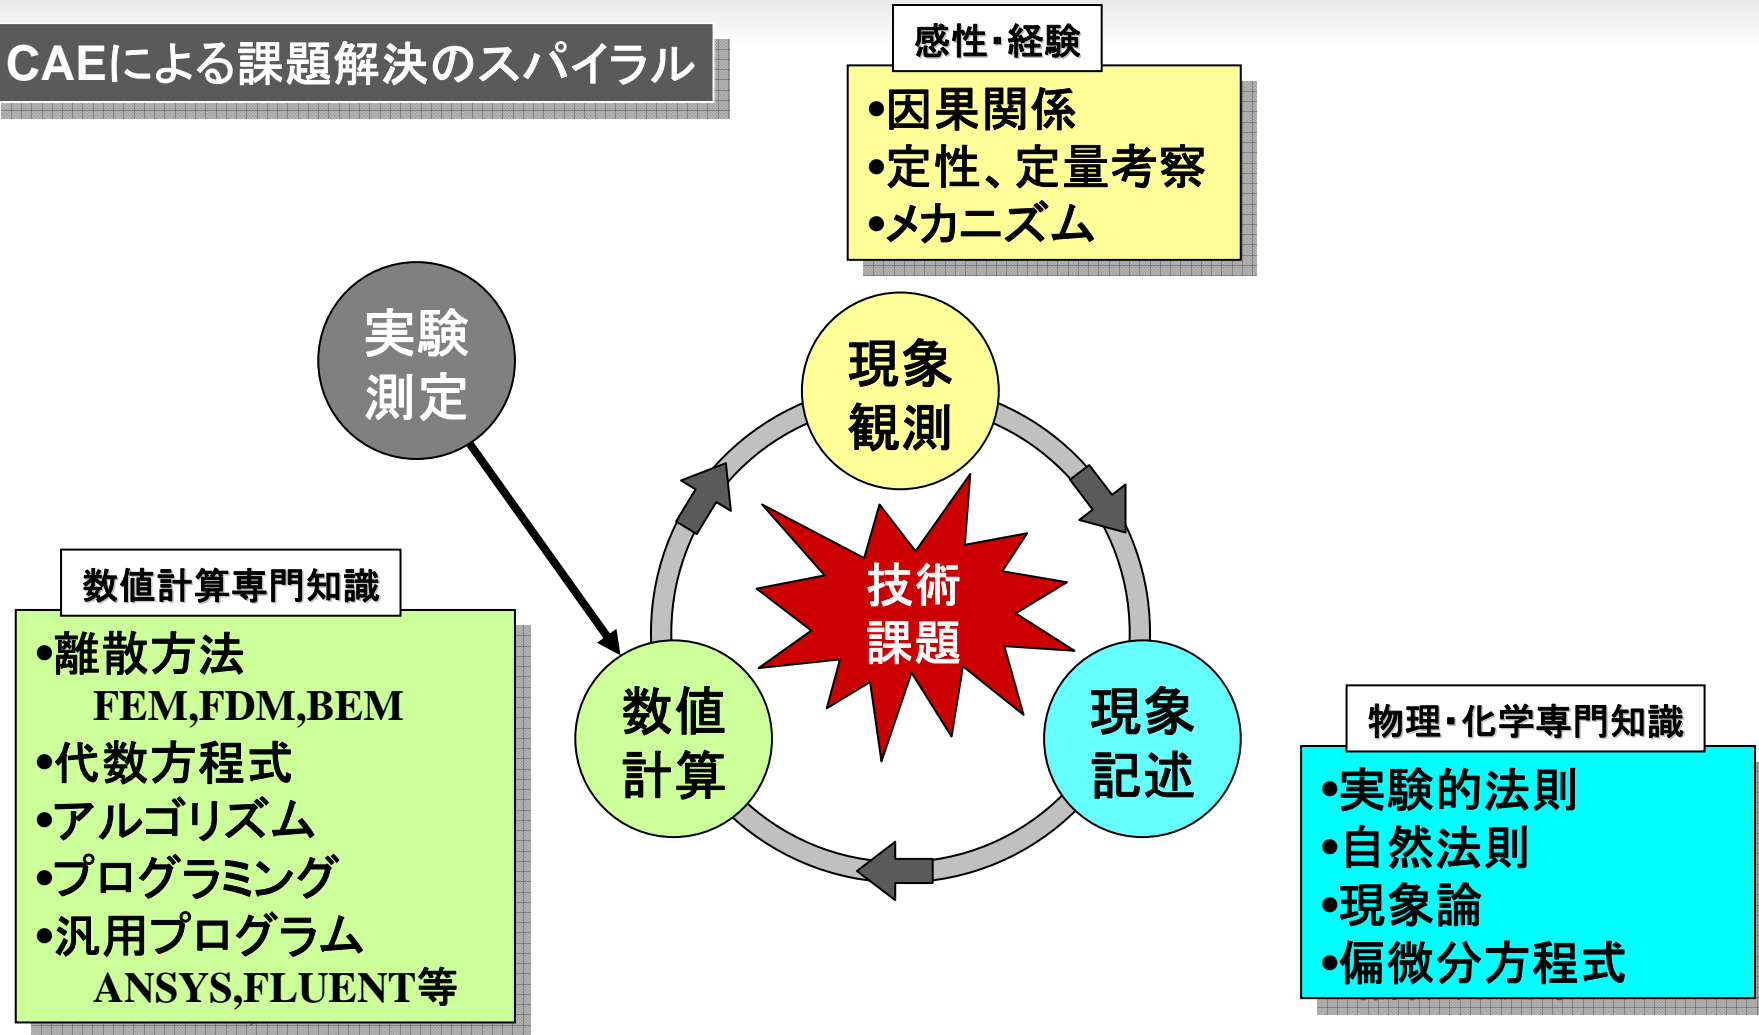 CAEによる課題解決のスパイラル
感性・経験
•因果関係
•定性、定量考察
•メカニズム
実験
測定
現象
観測
技術
課題
数値計算専門知識
•離散方法
FEM,FDM,BEM
•代数方程式
•アルゴリズム
•プログラミング
•汎用プログラム
ANSYS,FLUENT等
数値
計算
現象
記述
物理・化学専門知識
•実験的法則
•自然法則
•現象論
•偏微分方程式